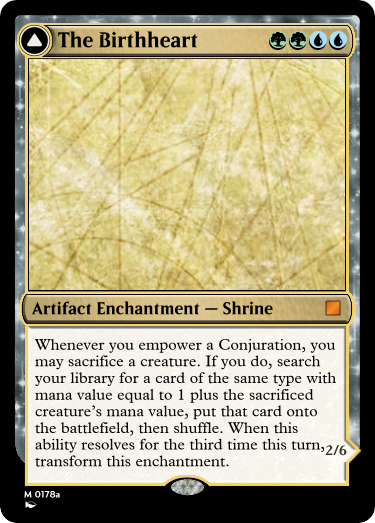 The Birthheart
Artifact Enchantment — Shrine
Whenever you empower a Conjuration, you
may sacrifice a creature. If you do, search
your library for a card of the same type with
mana value equal to 1 plus the sacrificed
creature's mana value, put that card onto
the battlefield, then shuffle. When this
ability resolves for the third time this turn,
transform this enchantment.
2/6
M 0178a